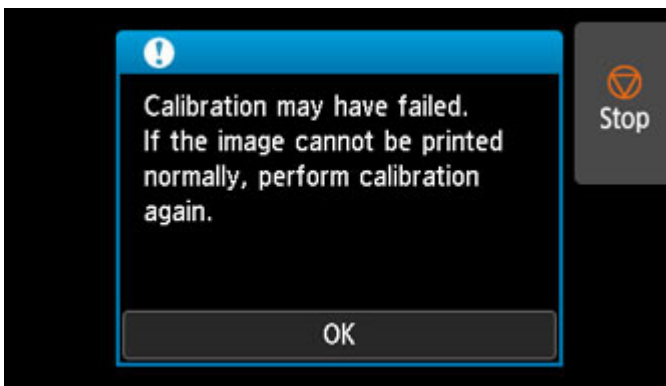 Calibration may have failed.
If the image cannot be printed
normally, perform calibration
again.
OK
Stop